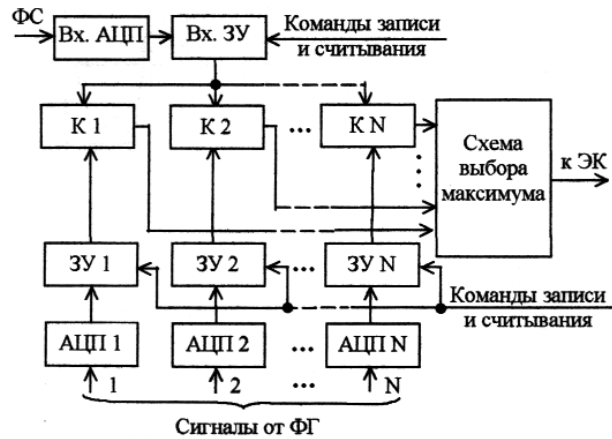 ФС
Вх. АЦП
Вх. ЗУ
Команды записи
и считывания
К 1
К 2
...
К N
Схема
выбора
максимума
к ЭК
ЗУ 1
ЗУ 2
...
ЗУ N
Команды записи
и считывания
АЦП 1
АЦП 2
...
АЦП N
1
2
...
N
Сигналы от ФГ